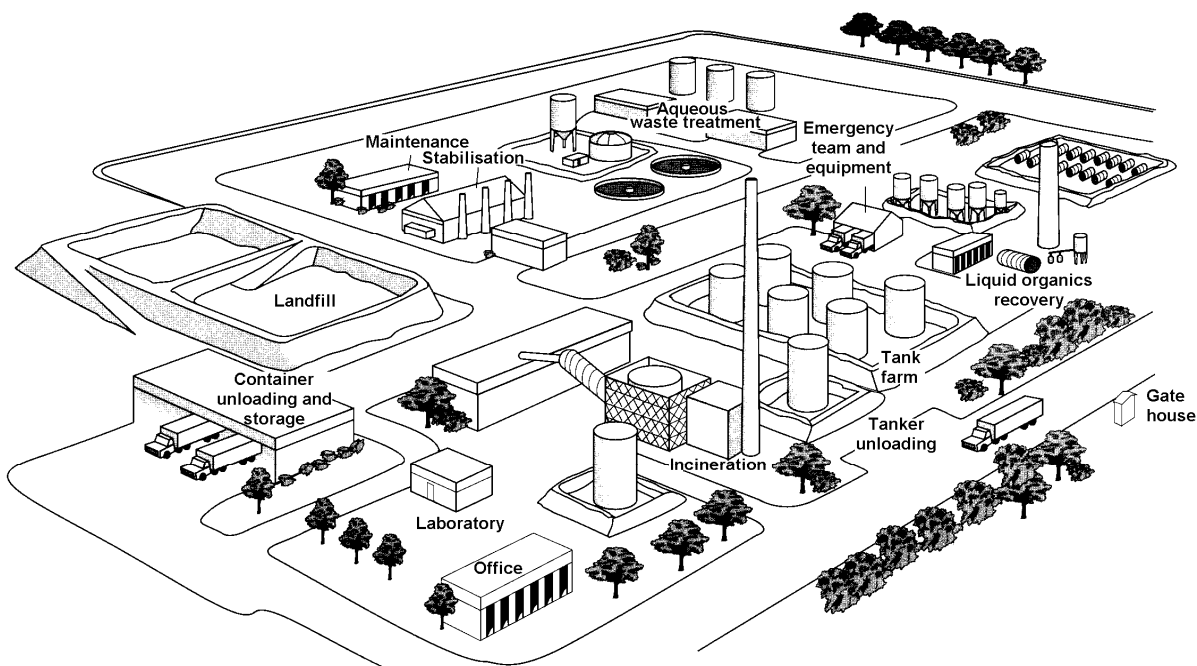 Aqueous
waste treatment
Emergency
team and
equipment
Maintenance
Stabilisation
Landfill
Liquid organics
recovery
Container
unloading and
storage
Tank
farm
Gate
house
Tanker
unloading
Incineration
Laboratory
Office